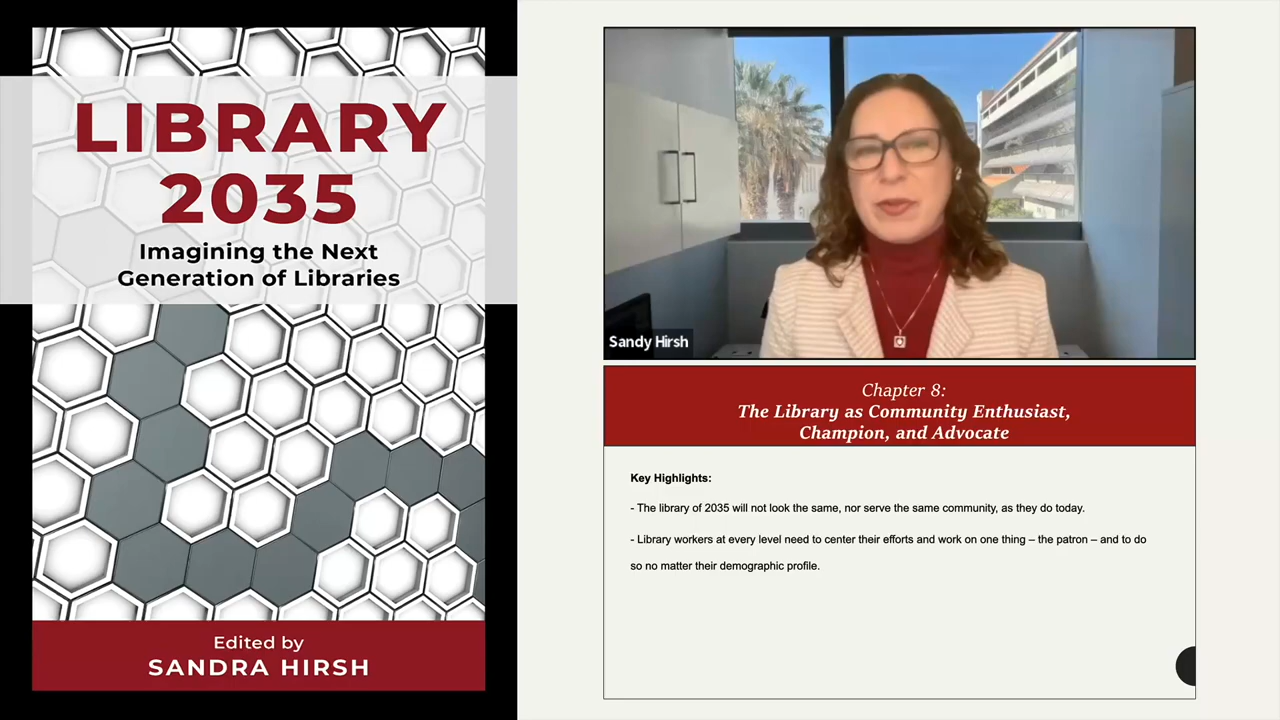 LIBRARY
2035
Imagining the Next
Generation of Libraries
Edited by
SANDRA HIRSH
Sandy Hirsh
Chapter 8:
The Library as Community Enthusiast,
Champion, and Advocate
Key Highlights:
- The library of 2035 will not look the same, nor serve the same community, as they do today.
- Library workers at every level need to center their efforts and work on one thing – the patron – and to do
so no matter their demographic profile.